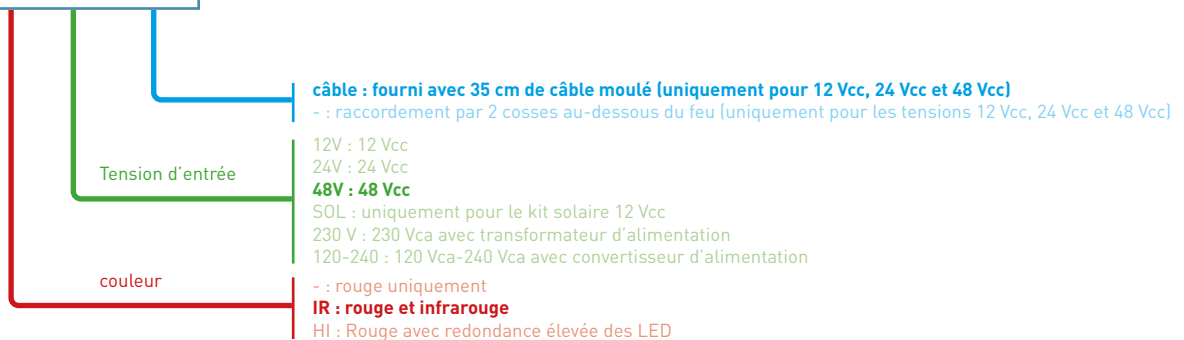 câble : fourni avec 35 cm de câble moulé (uniquement pour 12 Vcc, 24 Vcc et 48 Vcc)
- : raccordement par 2 cosses au-dessous du feu (uniquement pour les tensions 12 Vcc, 24 Vcc et 48 Vcc)
Tension d'entrée
12V : 12 Vcc
24V : 24 Vcc
48V : 48 Vcc
SOL : uniquement pour le kit solaire 12 Vcc
230 V : 230 Vca avec transformateur d'alimentation
120-240 : 120 Vca-240 Vca avec convertisseur d'alimentation
couleur
- : rouge uniquement
IR : rouge et infrarouge
HI : Rouge avec redondance élevée des LED